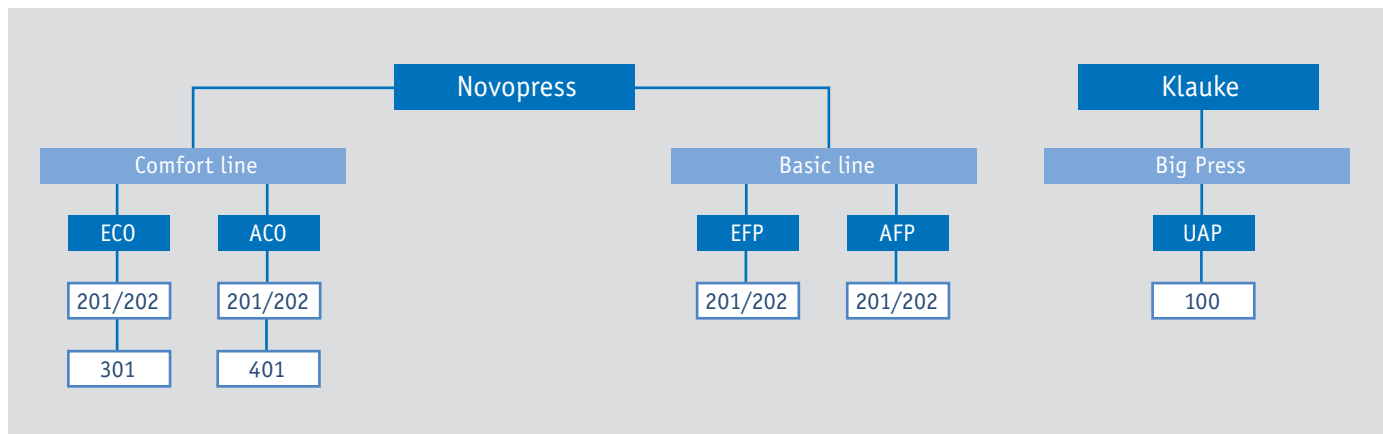 Novopress
Klauke
Comfort line
Basic line
Big Press
ECO
ACO
EFP
AFP
UAP
201/202
201/202
201/202
201/202
100
301
401